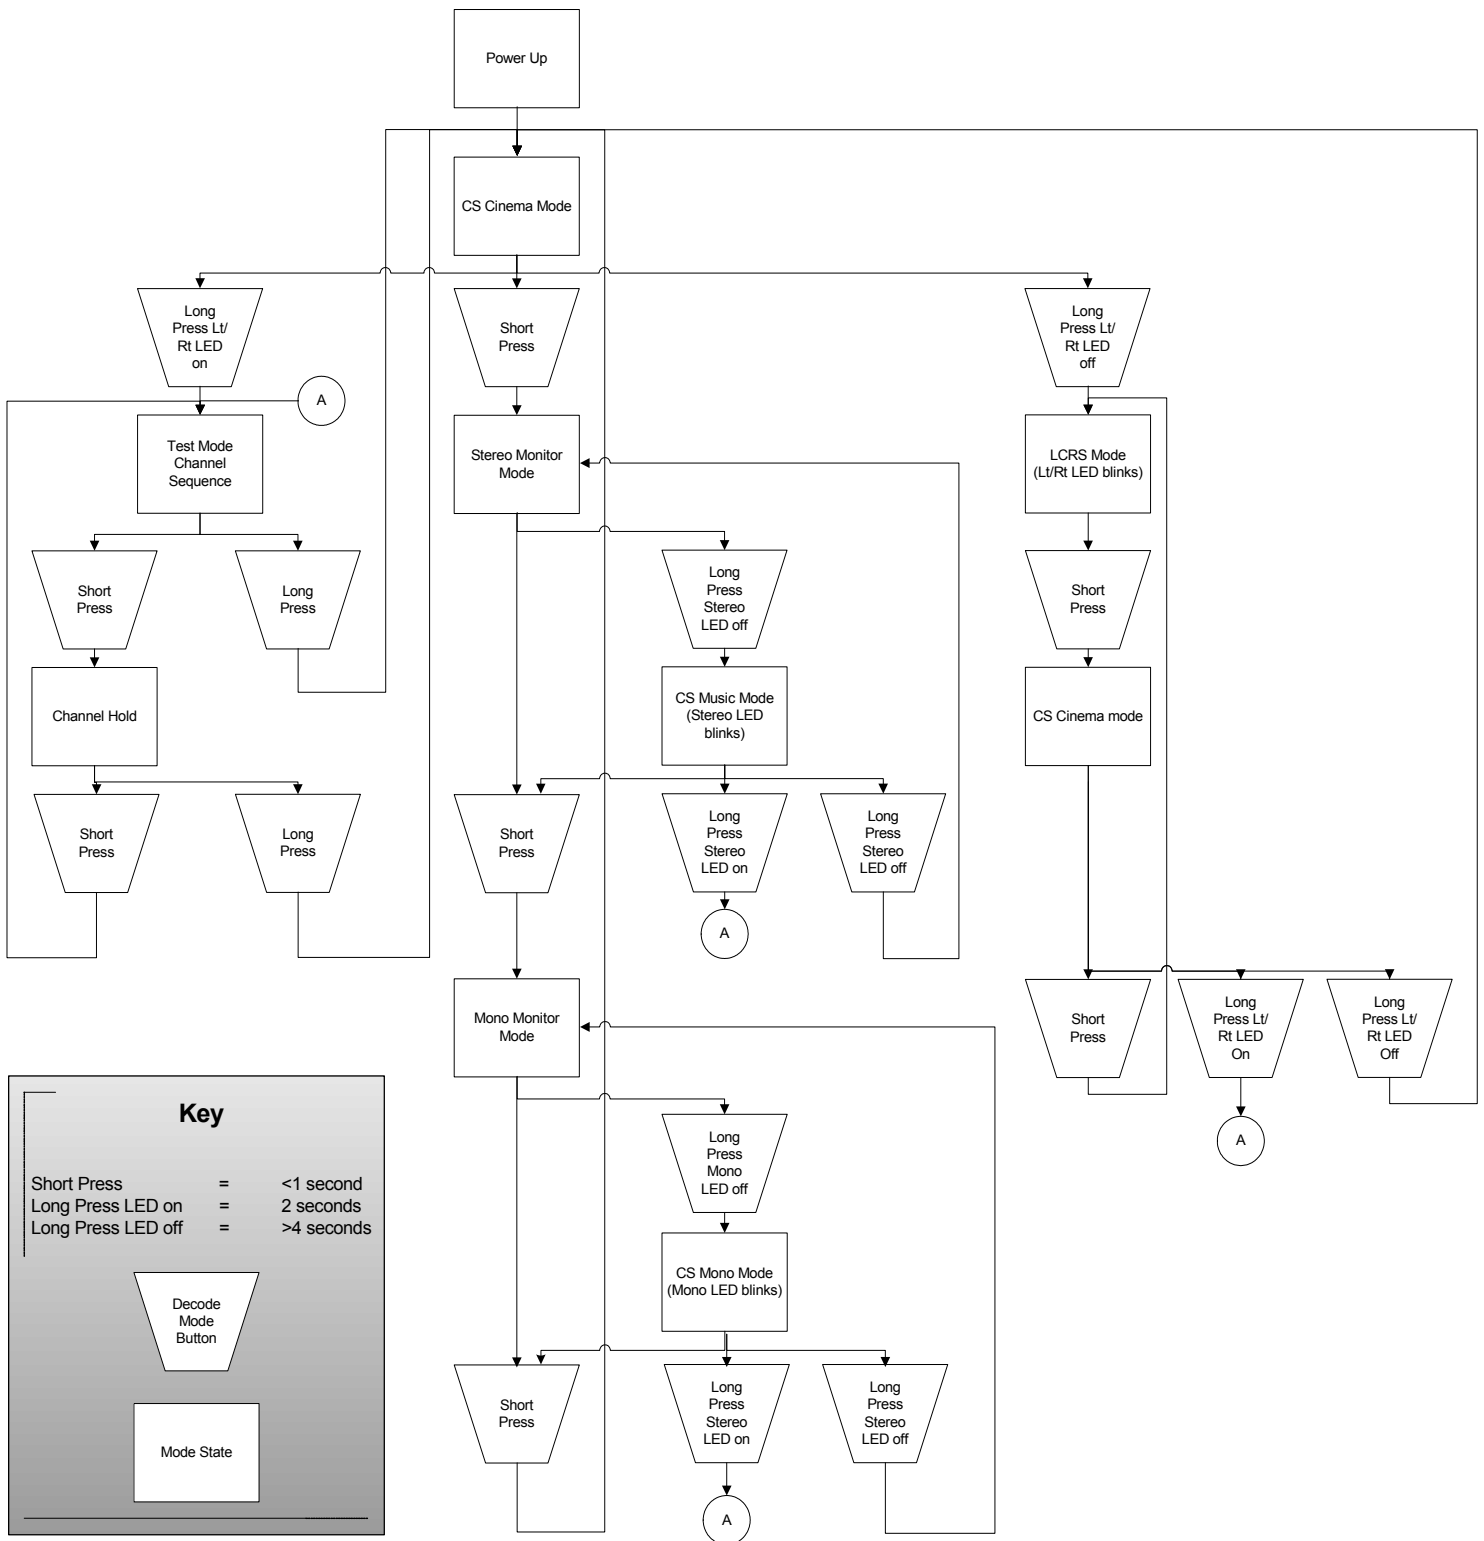 Power Up
CS Cinema Mode
Long
Press Lt/
Rt LED
on
Short
Press
Long
Press Lt/
Rt LED
off
A
Test Mode
Channel
Sequence
Stereo Monitor
Mode
LCRS Mode
(Lt/Rt LED blinks)
Short
Press
Long
Press
Long
Press
Stereo
LED off
Short
Press
Channel Hold
CS Music Mode
(Stereo LED
blinks)
CS Cinema mode
Short
Press
Long
Press
Short
Press
Long
Press
Stereo
LED on
Long
Press
Stereo
LED off
A
Mono Monitor
Mode
Short
Press
Long
Press Lt/
Rt LED
On
Long
Press Lt/
Rt LED
Off
A
Long
Press
Mono
LED off
CS Mono Mode
(Mono LED blinks)
Short
Press
Long
Press
Stereo
LED on
Long
Press
Stereo
LED off
A
Key
Short Press = <1 second
Long Press LED on = 2 seconds
Long Press LED off = >4 seconds
Decode
Mode
Button
Mode State